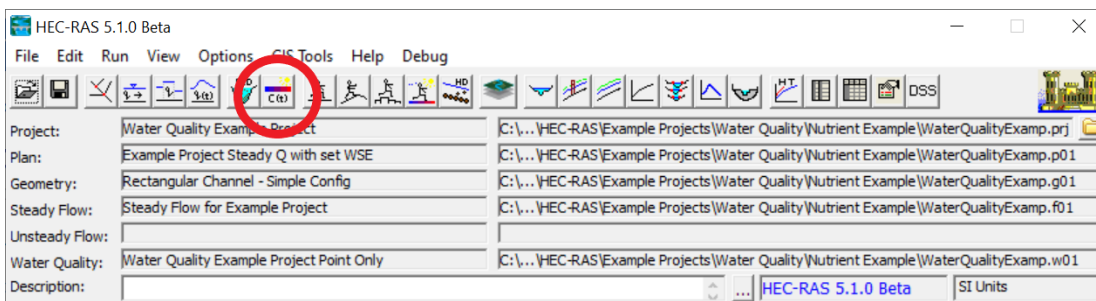 HEC-RAS 5.1.0 Beta
File Edit Run View Options GIS Tools Help Debug
HD C(t) HD H T. DSS
Project: Water Quality Example Project C:\...\HEC-RAS\Example Projects\Water Quality\Nutrient Example\WaterQualityExamp.prj
Plan: Example Project Steady Q with set WSE C:\...\HEC-RAS\Example Projects\Water Quality\Nutrient Example\WaterQualityExamp.p01
Geometry: Rectangular Channel - Simple Config C:\...\HEC-RAS\Example Projects\Water Quality\Nutrient Example\WaterQualityExamp.g01
Steady Flow: Steady Flow for Example Project C:\...\HEC-RAS\Example Projects\Water Quality\Nutrient Example\WaterQualityExamp.f01
Unsteady Flow:
Water Quality: Water Quality Example Project Point Only C:\...\HEC-RAS\Example Projects\Water Quality\Nutrient Example\WaterQualityExamp.w01
Description: ... HEC-RAS 5.1.0 Beta SI Units